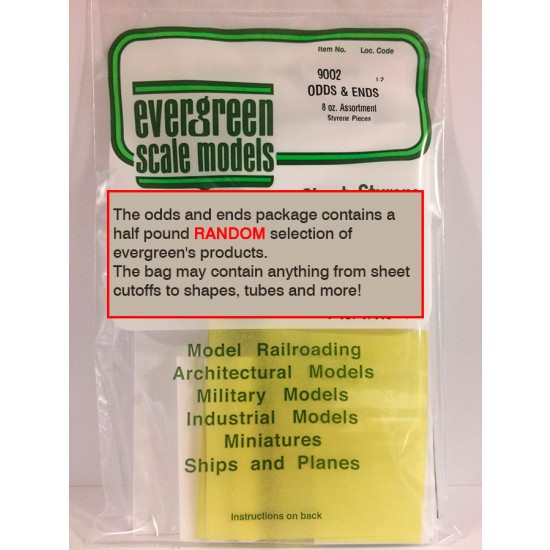 Item No. Loc. Code
9002
ODDS & ENDS
8 oz. Assortment
Styrene Pieces
evergreen
scale models
The odds and ends package contains a
half pound RANDOM selection of
evergreen's products.
The bag may contain anything from sheet
cutoffs to shapes, tubes and more!
Model Railroading
Architectural Models
Military Models
Industrial Models
Miniatures
Ships and Planes
Instructions on back